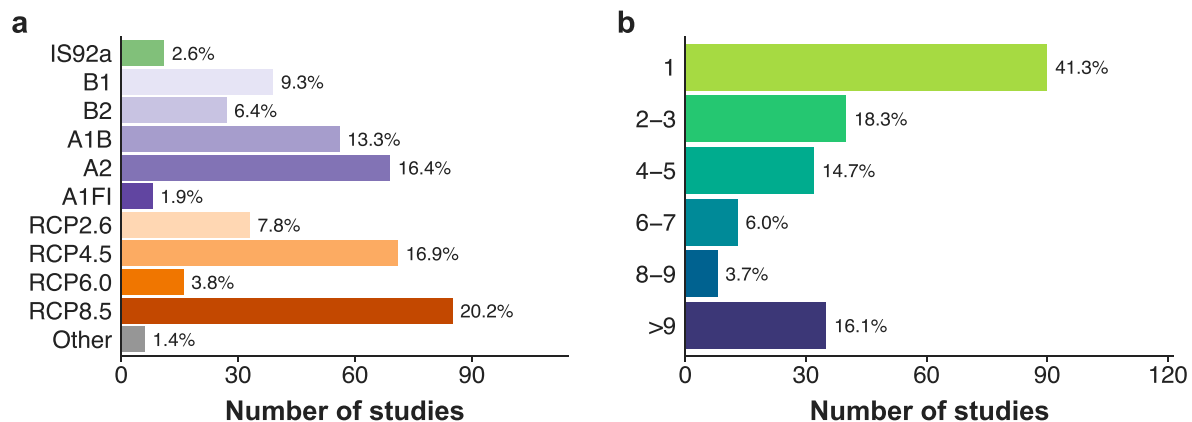 a
IS92a 2.6%
B1 9.3%
B2 6.4%
A1B 13.3%
A2 16.4%
A1FI 1.9%
RCP2.6 7.8%
RCP4.5 16.9%
RCP6.0 3.8%
RCP8.5 20.2%
Other 1.4%
0 30 60 90
Number of studies
b
1 41.3%
2–3 18.3%
4–5 14.7%
6–7 6.0%
8–9 3.7%
>9 16.1%
0 30 60 90 120
Number of studies